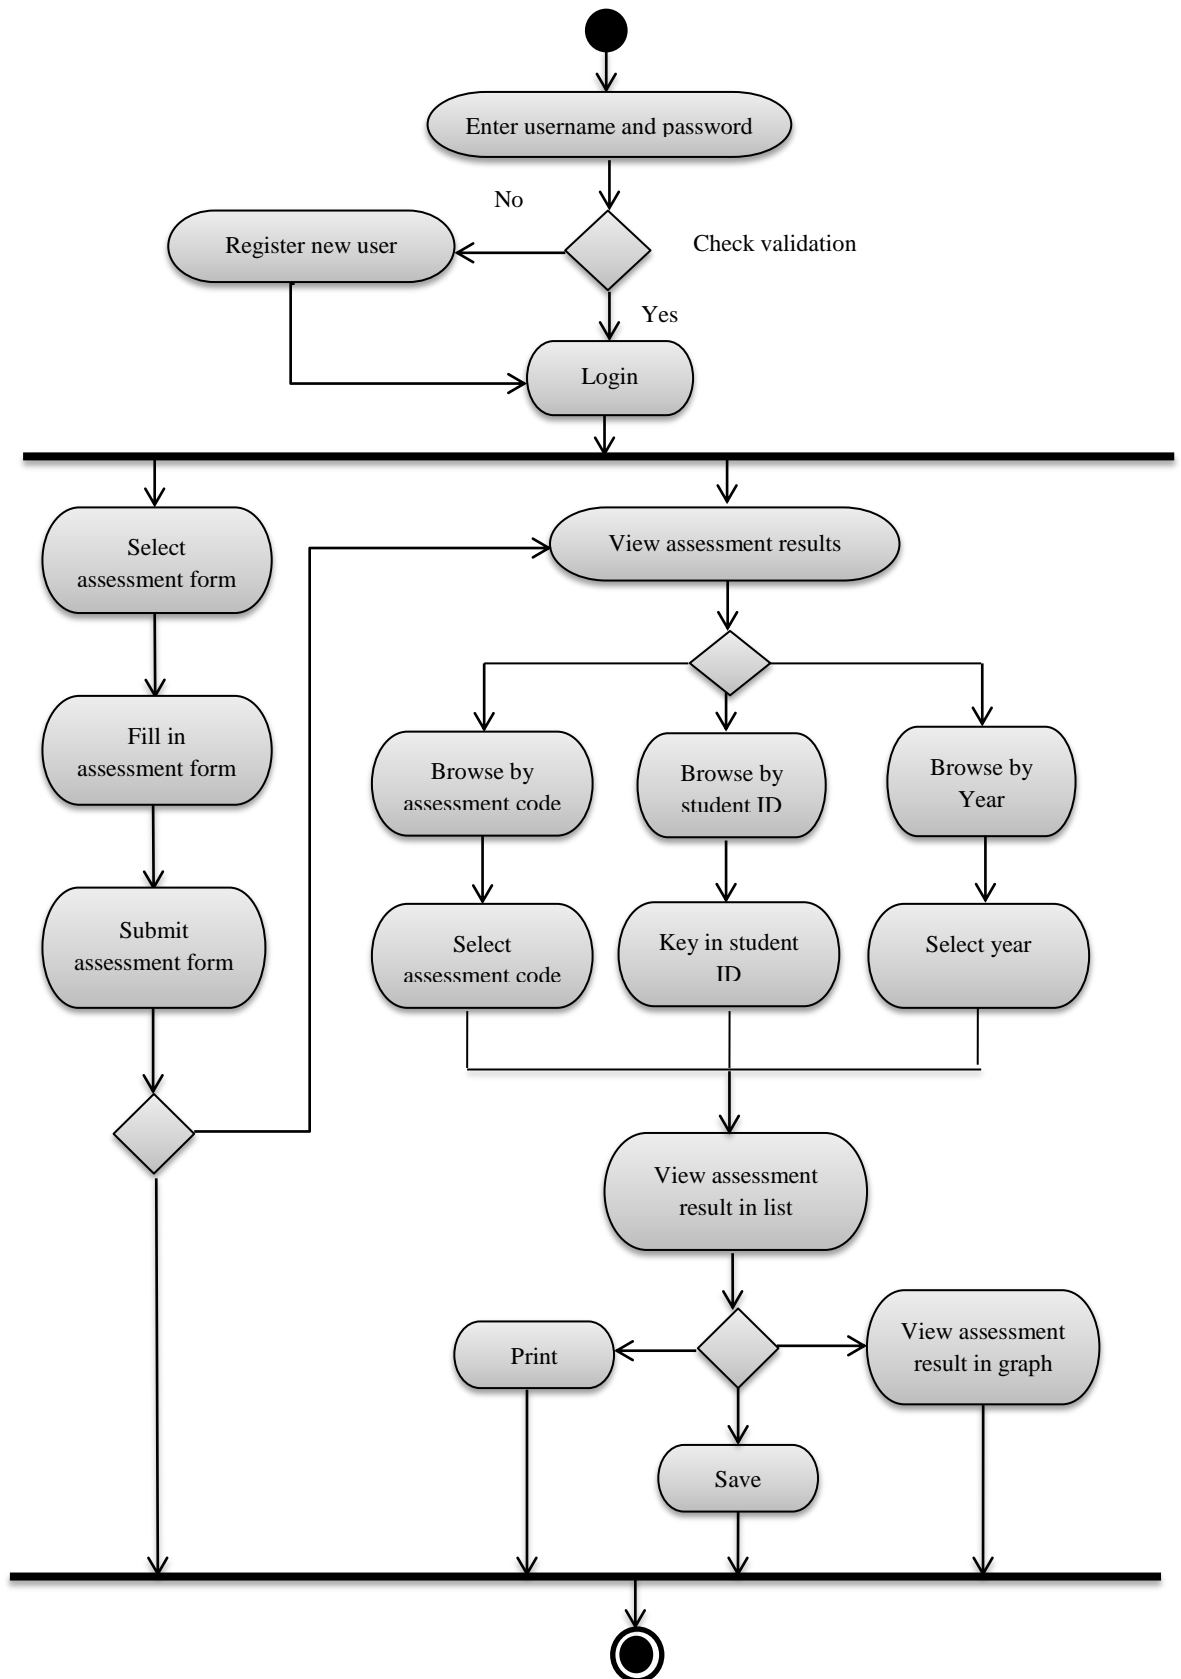 Enter username and password
No
Register new user
Check validation
Yes
Login
Select
assessment form
View assessment results
Fill in
assessment form
Browse by
assessment code
Browse by
student ID
Browse by
Year
Submit
assessment form
Select
assessment code
Key in student
ID
Select year
View assessment
result in list
Print
View assessment
result in graph
Save